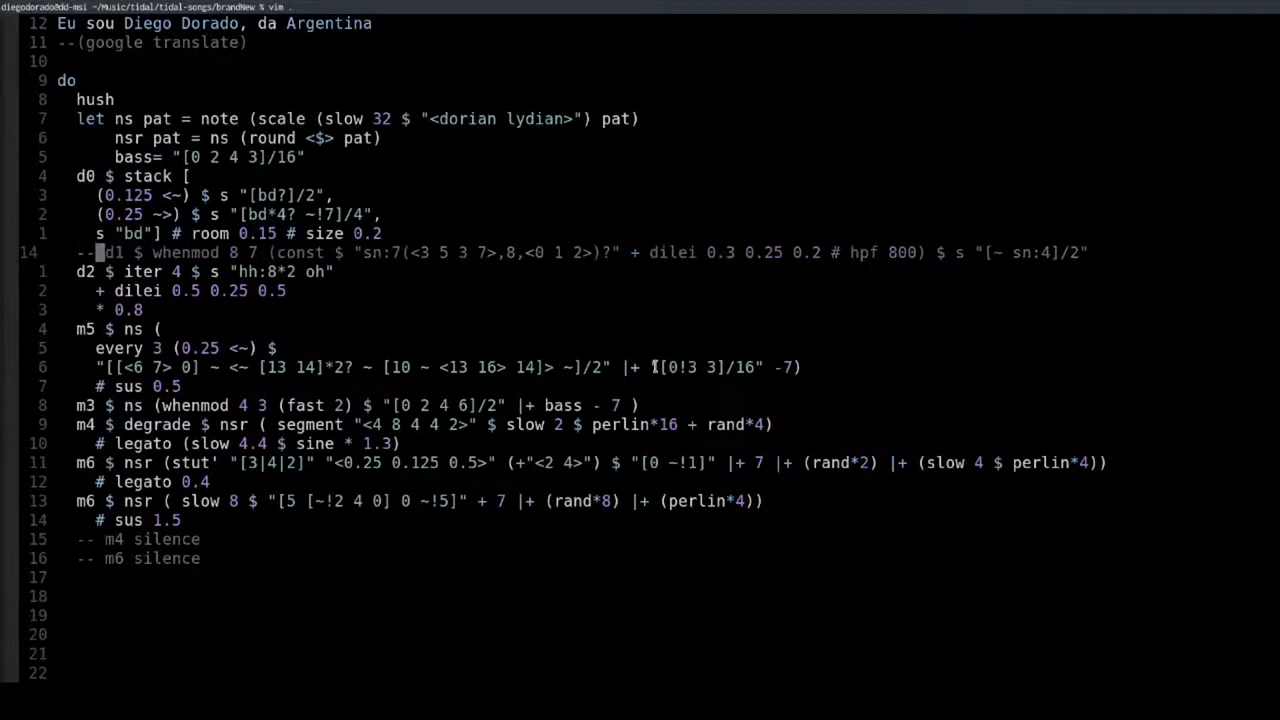 diegodorado@dd-msi ~/Music/tidal/tidal-songs/brandNew % vim .
12 Eu sou Diego Dorado, da Argentina
11 --(google translate)
10
9 do
8 hush
7 let ns pat = note (scale (slow 32 $ "<dorian lydian>") pat)
6 nsr pat = ns (round <$> pat)
5 bass= "[0 2 4 3]/16"
4 d0 $ stack [
3 (0.125 <~) $ s "[bd?]/2",
2 (0.25 ~>) $ s "[bd*4? ~!7]/4",
1 s "bd"] # room 0.15 # size 0.2
14 -- d1 $ whenmod 8 7 (const $ "sn:7(<3 5 3 7>,8,<0 1 2>)?" + dilei 0.3 0.25 0.2 # hpf 800) $ s "[~ sn:4]/2"
1 d2 $ iter 4 $ s "hh:8*2 oh"
2 + dilei 0.5 0.25 0.5
3 * 0.8
4 m5 $ ns (
5 every 3 (0.25 <~) $
6 "[[<6 7> 0] ~ <~ [13 14]*2? ~ [10 ~ <13 16> 14]> ~]/2" |+ "[0!3 3]/16" -7)
7 # sus 0.5
8 m3 $ ns (whenmod 4 3 (fast 2) $ "[0 2 4 6]/2" |+ bass - 7 )
9 m4 $ degrade $ nsr ( segment "<4 8 4 4 2>" $ slow 2 $ perlin*16 + rand*4)
10 # legato (slow 4.4 $ sine * 1.3)
11 m6 $ nsr (stut' "[3|4|2]" "<0.25 0.125 0.5>" (+"<2 4>") $ "[0 ~!1]" |+ 7 |+ (rand*2) |+ (slow 4 $ perlin*4))
12 # legato 0.4
13 m6 $ nsr ( slow 8 $ "[5 [~!2 4 0] 0 ~!5]" + 7 |+ (rand*8) |+ (perlin*4))
14 # sus 1.5
15 -- m4 silence
16 -- m6 silence
17
18
19
20
21
22